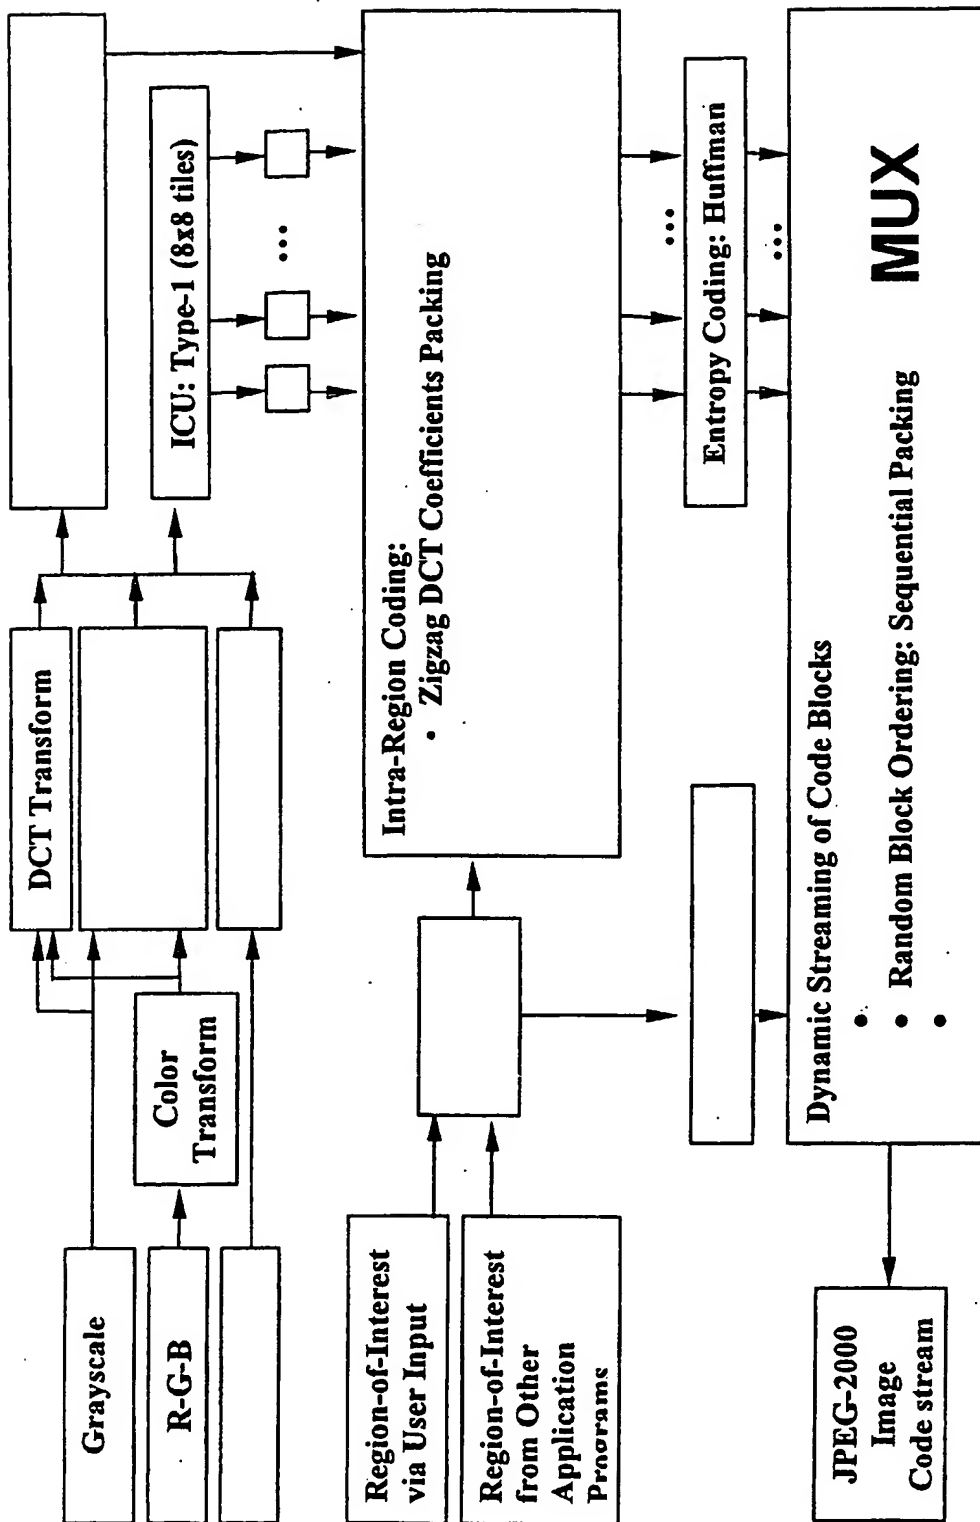 Grayscale
R-G-B
Color
Transform
DCT Transform
ICU: Type-1 (8x8 tiles)
...
Region-of-Interest
via User Input
Region-of-Interest
from Other
Application
Programs
Intra-Region Coding:
• Zigzag DCT Coefficients Packing
...
Entropy Coding: Huffman
...
Dynamic Streaming of Code Blocks
•
• Random Block Ordering: Sequential Packing
•
MUX
JPEG-2000
Image
Code stream